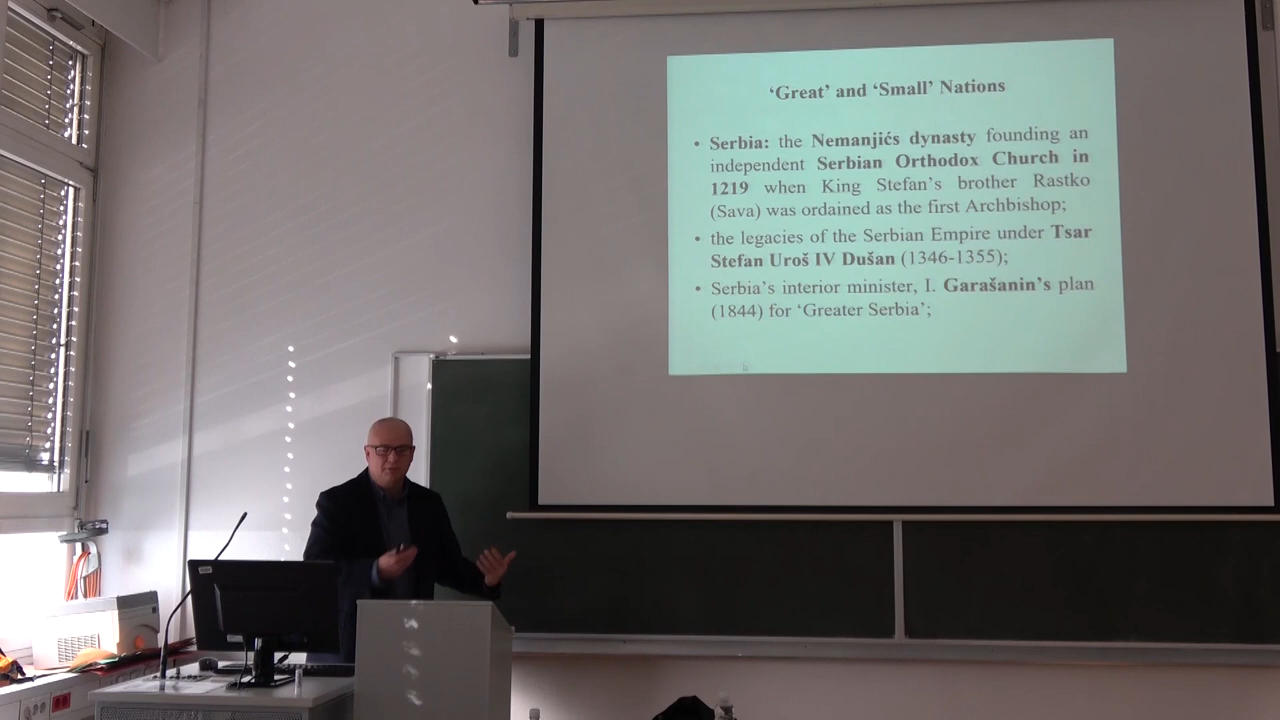 ‘Great’ and ‘Small’ Nations
• Serbia: the Nemanjićs dynasty founding an
independent Serbian Orthodox Church in
1219 when King Stefan’s brother Rastko
(Sava) was ordained as the first Archbishop;
• the legacies of the Serbian Empire under Tsar
Stefan Uroš IV Dušan (1346-1355);
• Serbia’s interior minister, I. Garašanin’s plan
(1844) for ‘Greater Serbia’;